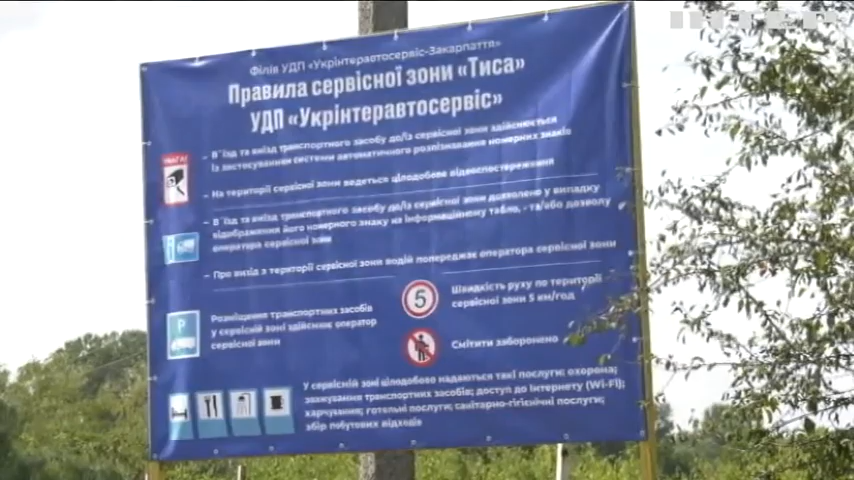 ІНТЕР
Філія УДП «Укрінтеравтосервіс-Закарпаття»
Правила сервісної зони «Тиса»
УДП «Укрінтеравтосервіс»
- В`їзд та виїзд транспортного засобу до/із сервісної зони здійснюється
із застосуванням системи автоматичного розпізнавання номерних знаків
УВАГА!
- На території сервісної зони ведеться цілодобове відеоспостереження
- В`їзд та виїзд транспортного засобу до/із сервісної зони дозволено у випадку
відображення його номерного знаку на інформаційному табло, - та/або дозволу
оператора сервісної зони
- Про виїзд з території сервісної зони водій попереджає оператора сервісної зони
P
Розміщення транспортних засобів
у сервісній зоні здійснює оператор
сервісної зони
5
Швидкість руху по території
сервісної зони 5 км/год
Смітити заборонено
У сервісній зоні цілодобово надаються такі послуги: охорона;
зважування транспортних засобів; доступ до Інтернету (Wi-Fi);
харчування; готельні послуги; санітарно-гігієнічні послуги;
збір побутових відходів